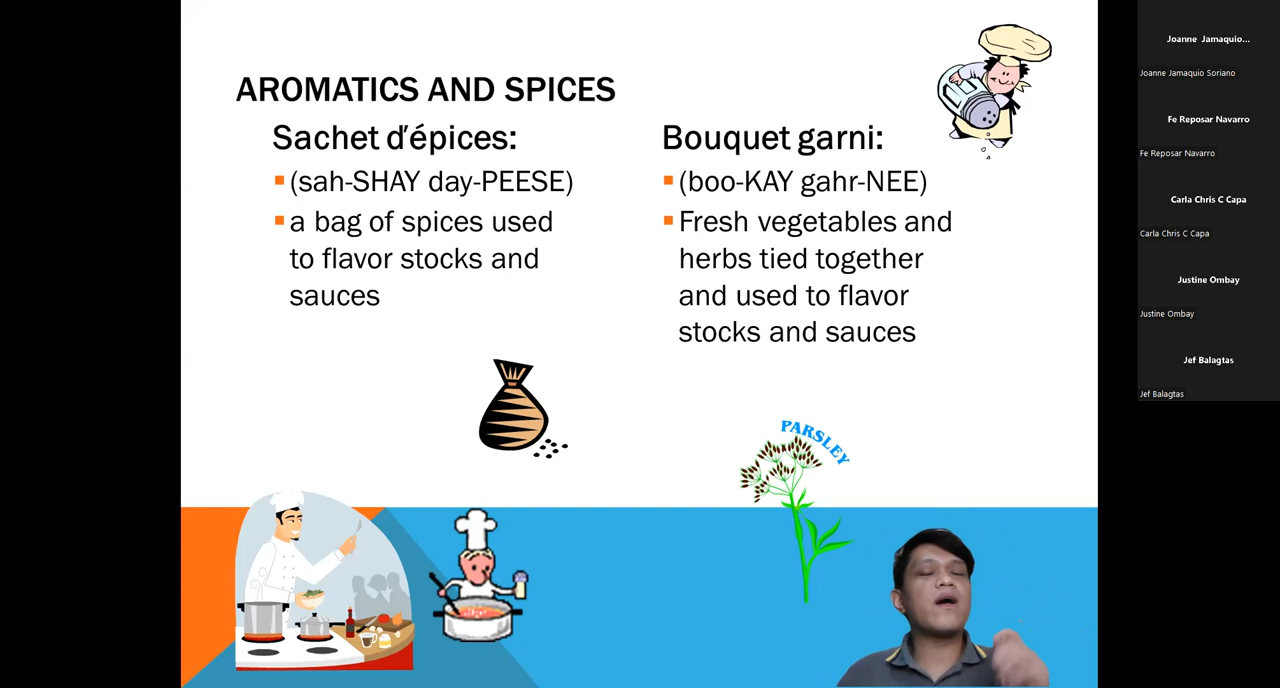 AROMATICS AND SPICES
Sachet d'épices:
(sah-SHAY day-PEESE)
a bag of spices used
to flavor stocks and
sauces
Bouquet garni:
(boo-KAY gahr-NEE)
Fresh vegetables and
herbs tied together
and used to flavor
stocks and sauces
PARSLEY
Joanne Jamaquio...
Joanne Jamaquio Soriano
Fe Reposar Navarro
Fe Reposar Navarro
Carla Chris C Capa
Carla Chris C Capa
Justine Ombay
Justine Ombay
Jef Balagtas
Jef Balagtas